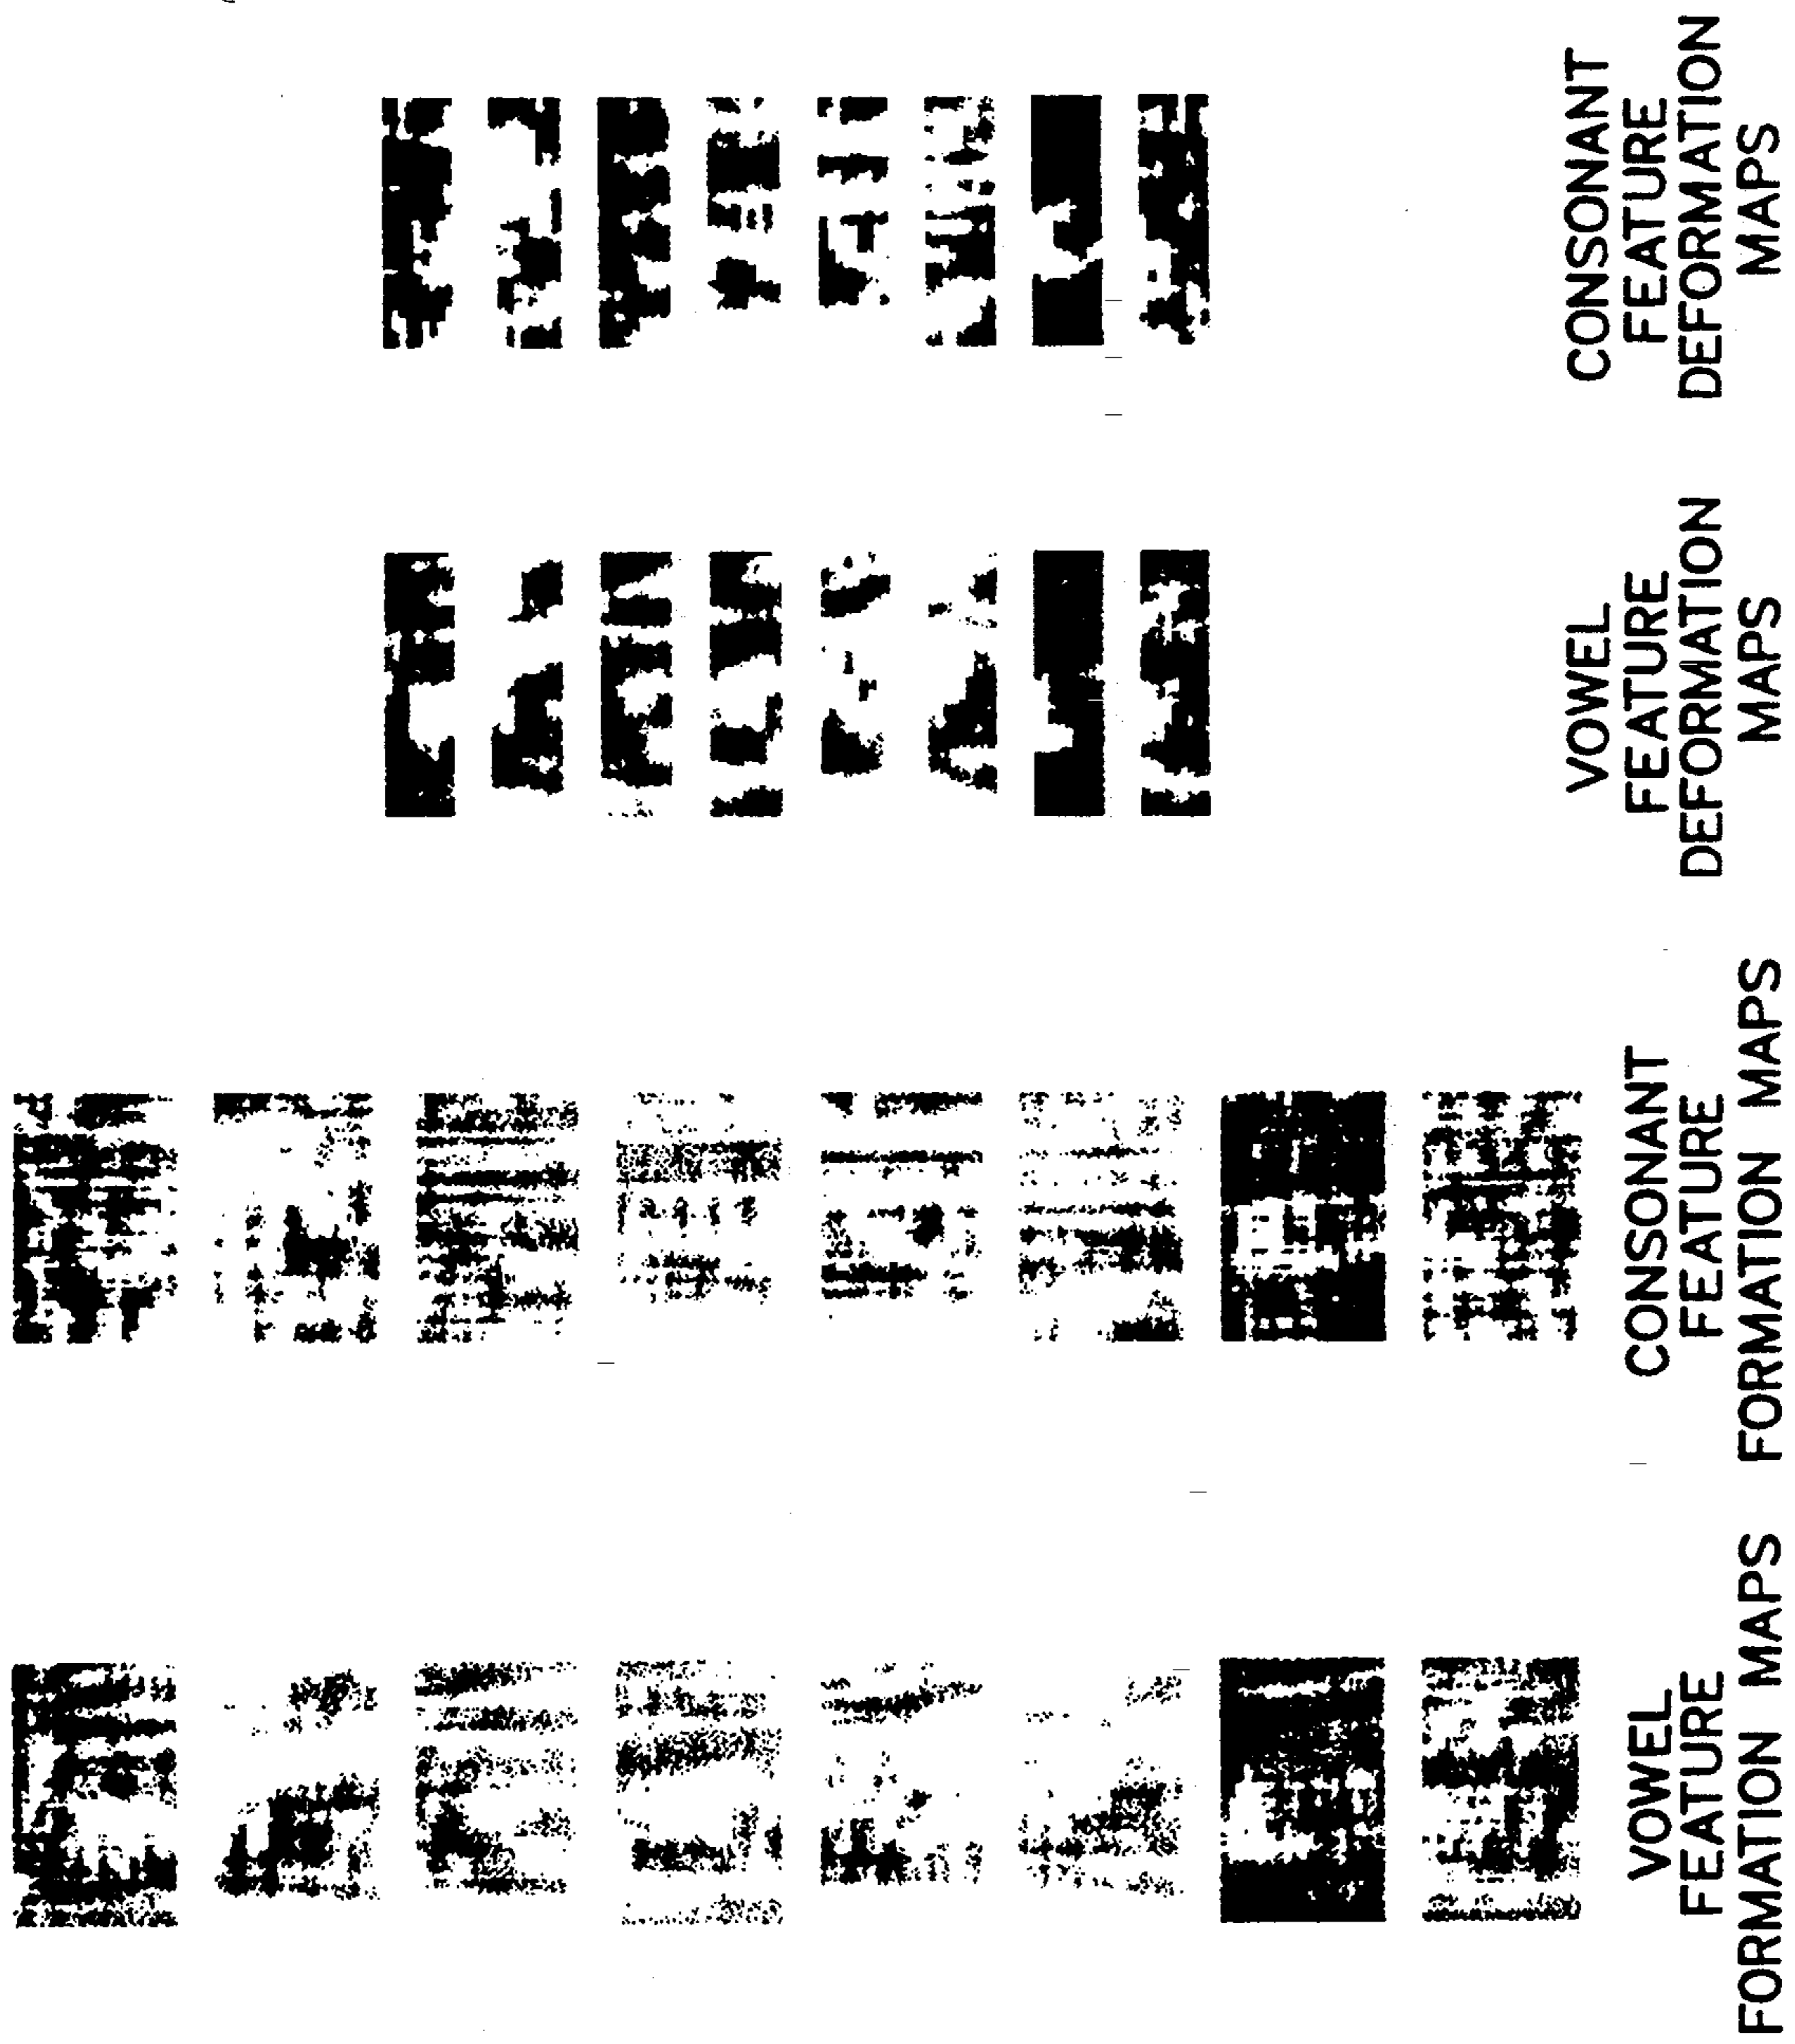 VOWEL
FEATURE
FORMATION MAPS
CONSONANT
FEATURE
FORMATION MAPS
VOWEL
FEATURE
DEFORMATION
MAPS
CONSONANT
FEATURE
DEFORMATION
MAPS